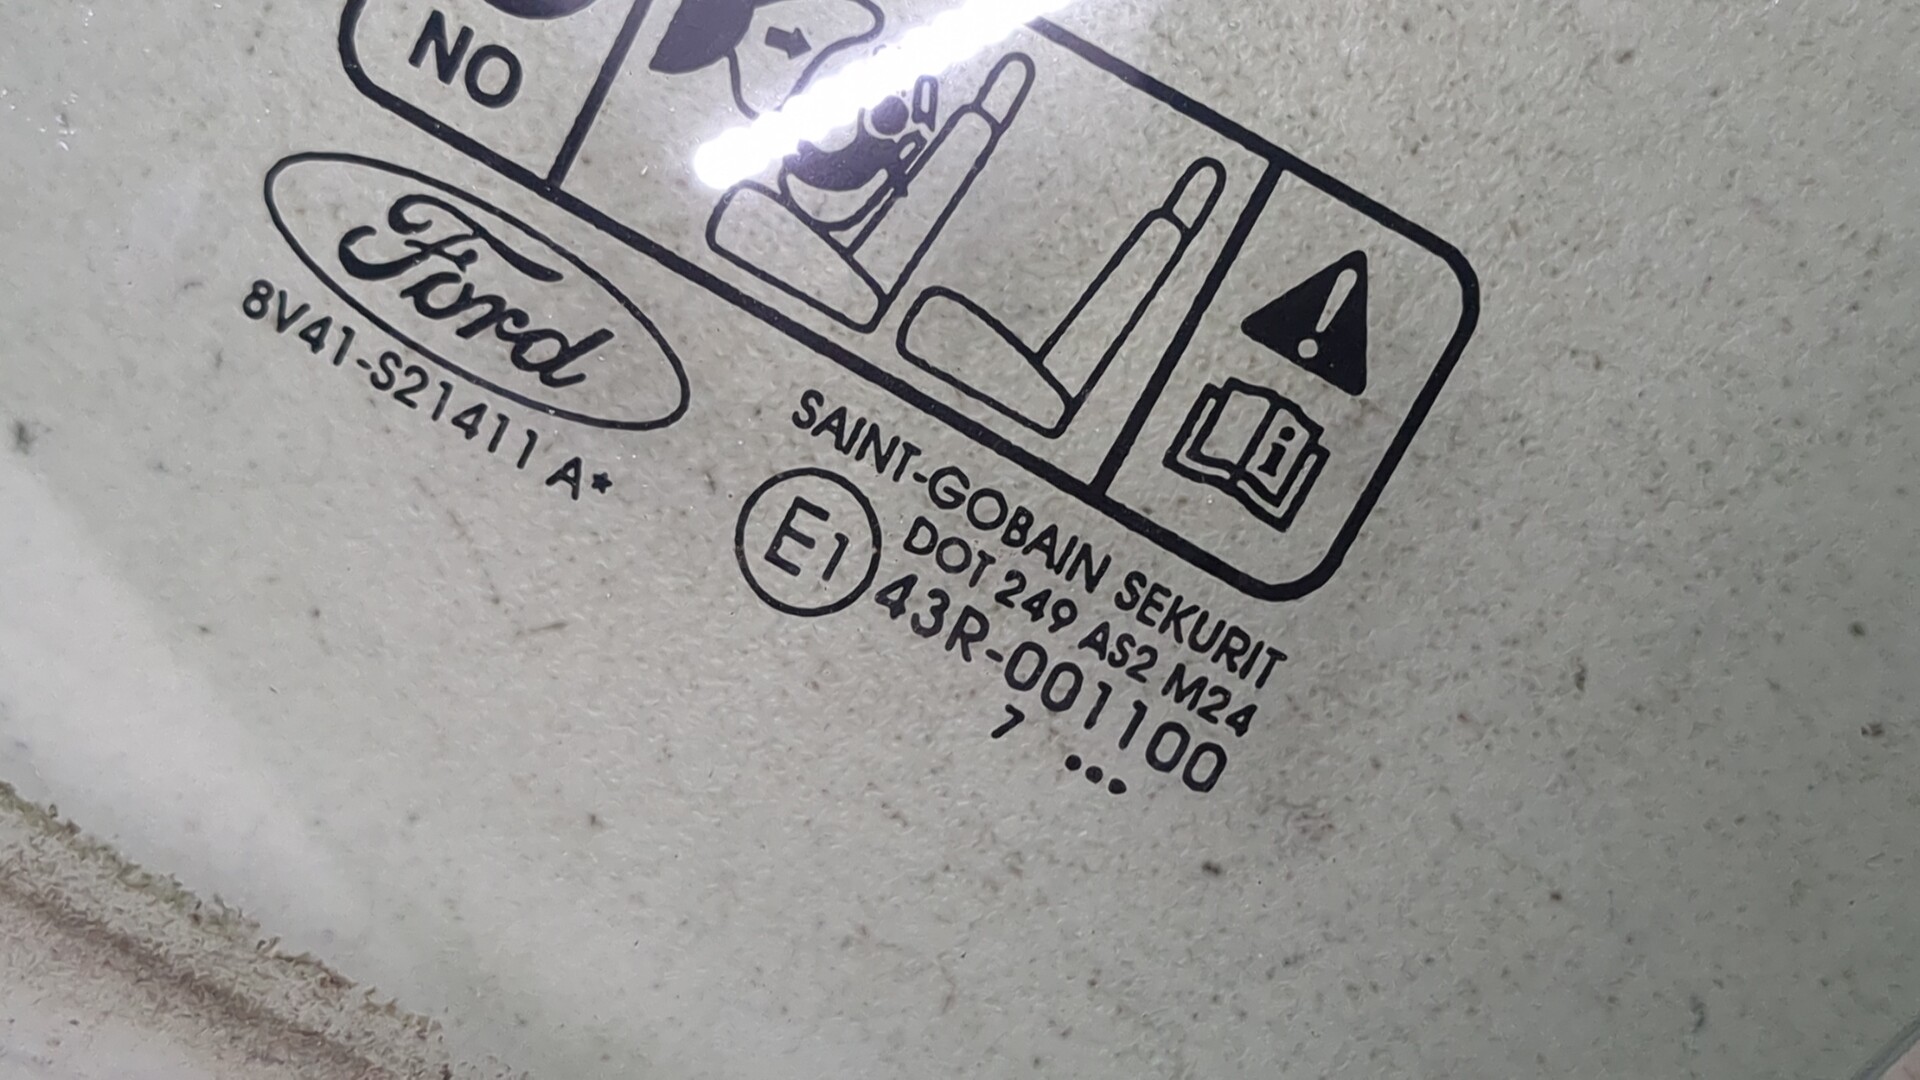 NO
Ford
8V41-S21411 A*
SAINT-GOBAIN SEKURIT
E1
DOT 249 AS2 M24
43R-001100
7 •••
i